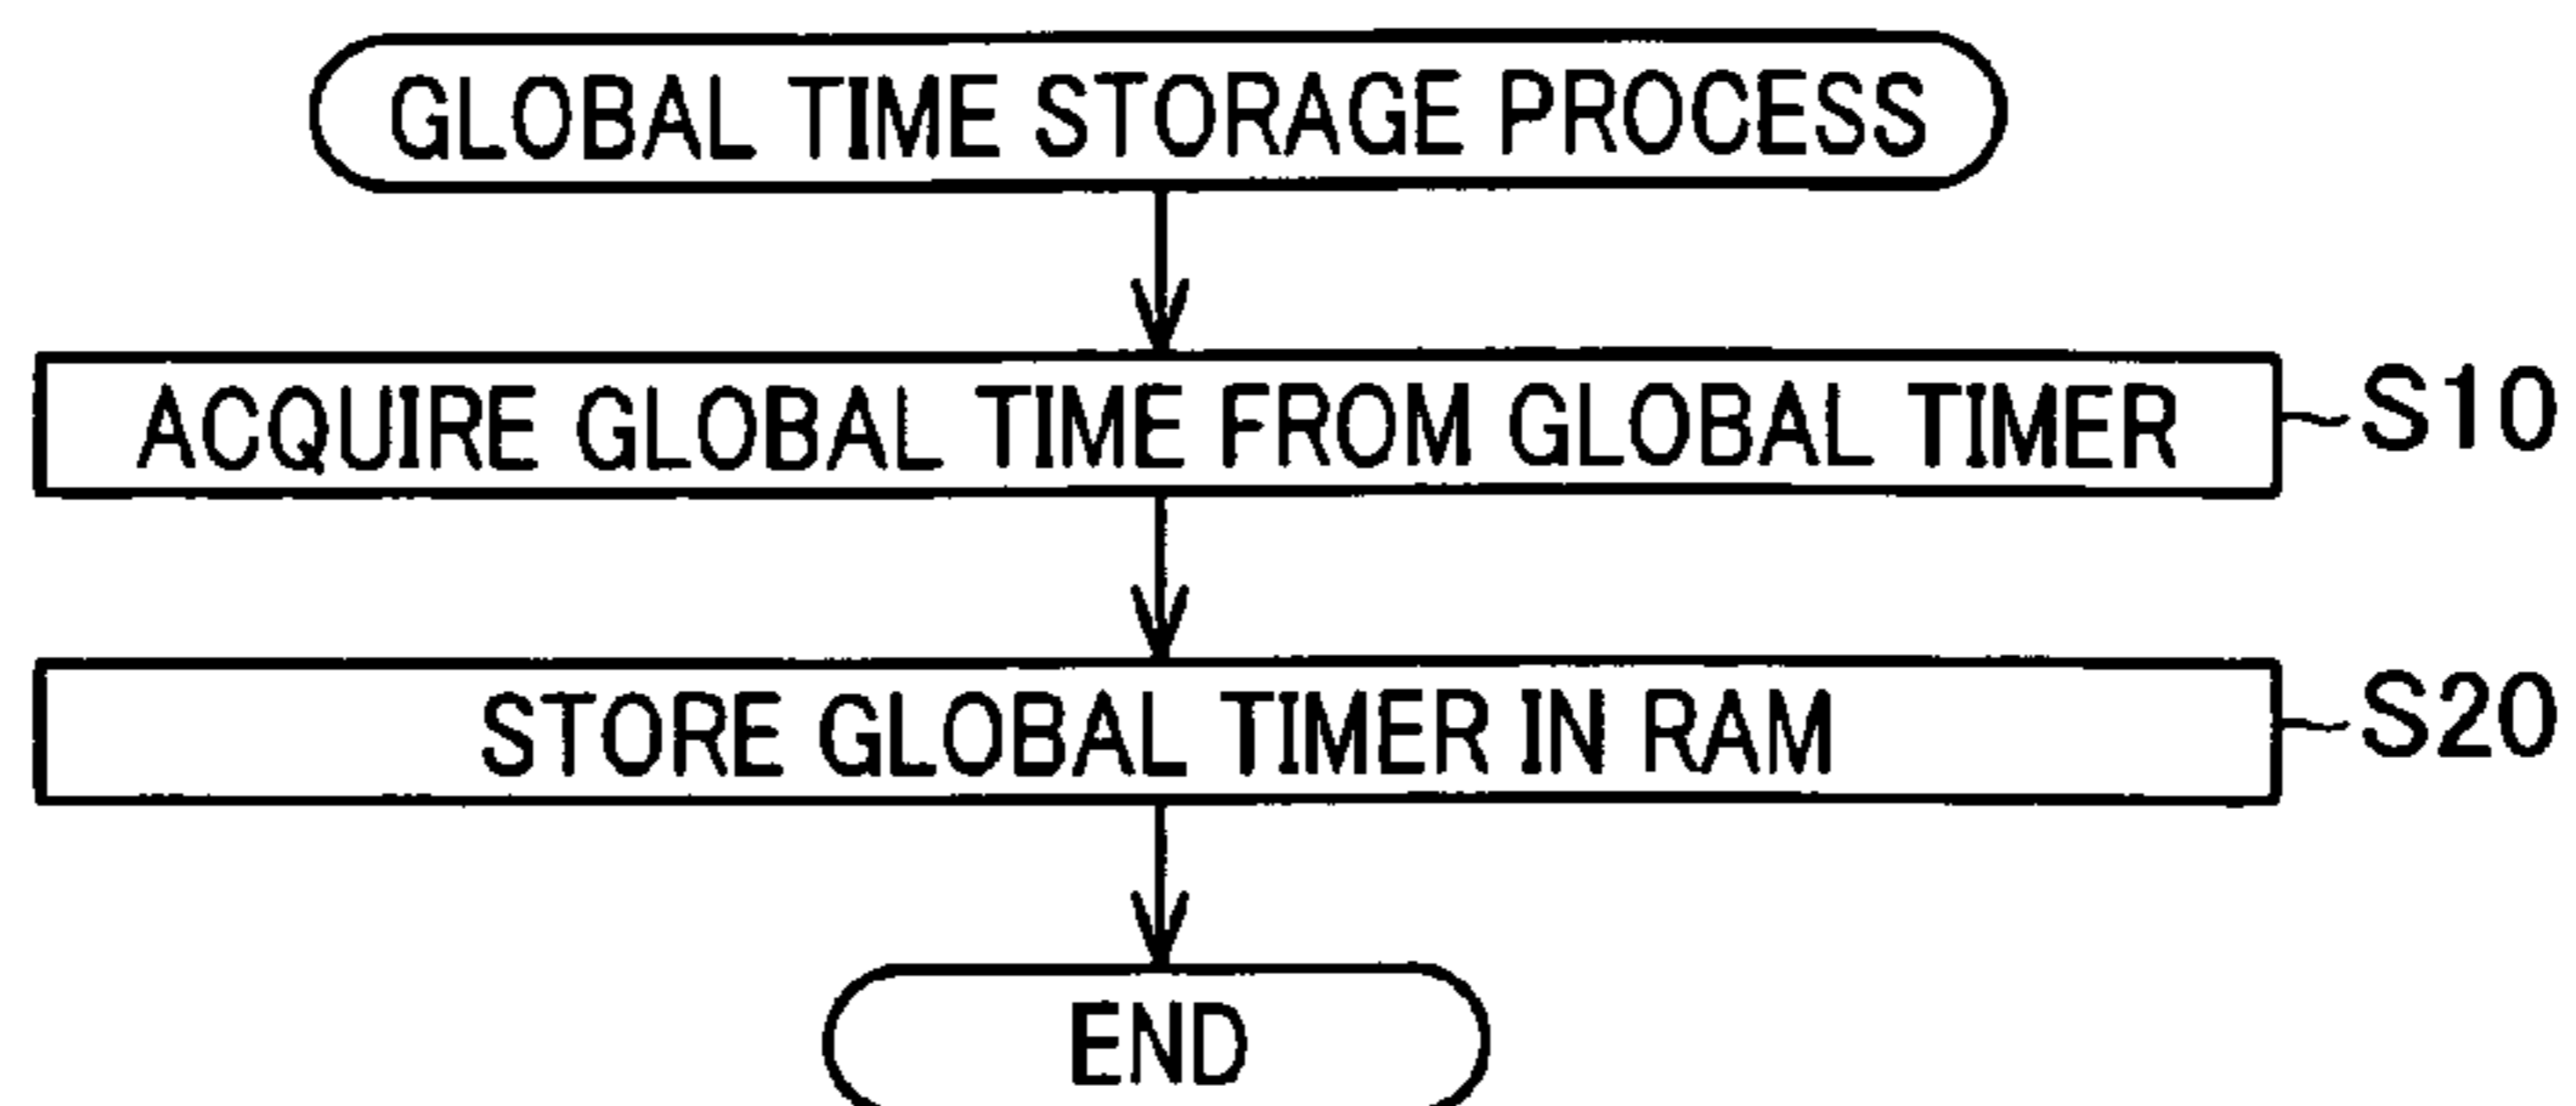 GLOBAL TIME STORAGE PROCESS
ACQUIRE GLOBAL TIME FROM GLOBAL TIMER
S10
STORE GLOBAL TIMER IN RAM
S20
END